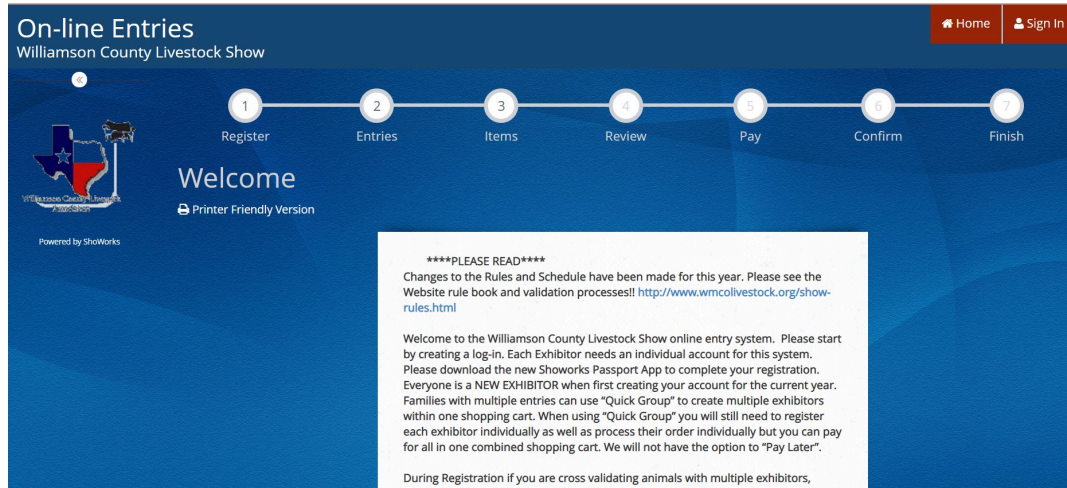 On-line Entries
Williamson County Livestock Show
Home
Sign In
«
1
2
3
4
5
6
7
Register
Entries
Items
Review
Pay
Confirm
Finish
Williamson County Livestock
Association
Powered by ShoWorks
Welcome
Printer Friendly Version
****PLEASE READ****
Changes to the Rules and Schedule have been made for this year. Please see the
Website rule book and validation processes!! http://www.wmcolivestock.org/show-
rules.html
Welcome to the Williamson County Livestock Show online entry system. Please start
by creating a log-in. Each Exhibitor needs an individual account for this system.
Please download the new Showorks Passport App to complete your registration.
Everyone is a NEW EXHIBITOR when first creating your account for the current year.
Families with multiple entries can use “Quick Group” to create multiple exhibitors
within one shopping cart. When using “Quick Group” you will still need to register
each exhibitor individually as well as process their order individually but you can pay
for all in one combined shopping cart. We will not have the option to “Pay Later”.
During Registration if you are cross validating animals with multiple exhibitors,